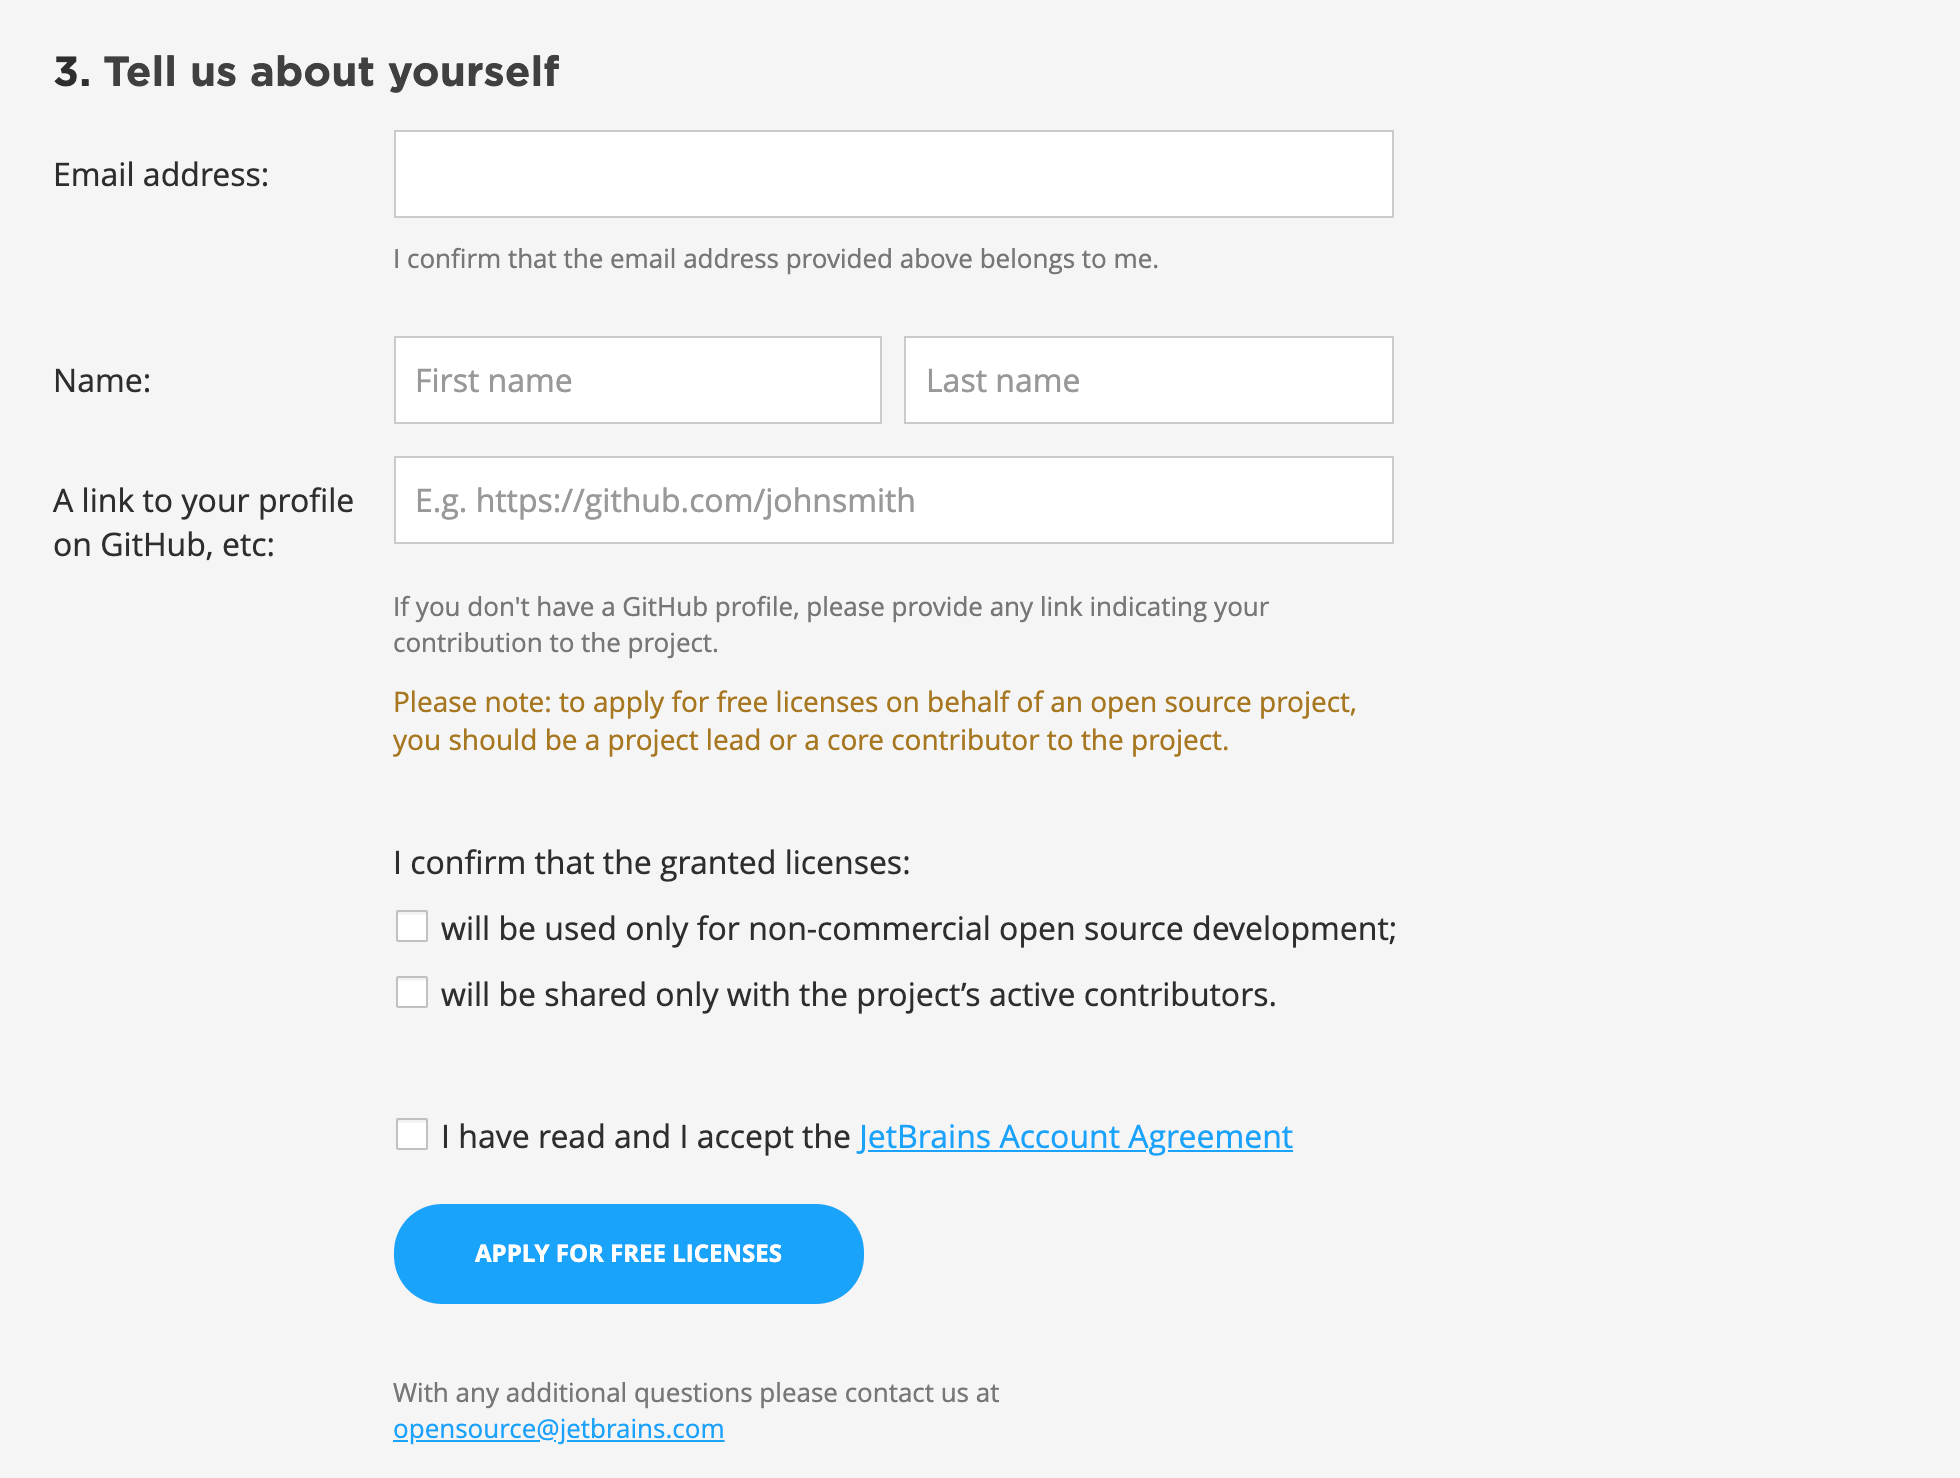 3. Tell us about yourself
Email address:
I confirm that the email address provided above belongs to me.
Name:
First name
Last name
A link to your profile
on GitHub, etc:
E.g. https://github.com/johnsmith
If you don't have a GitHub profile, please provide any link indicating your
contribution to the project.
Please note: to apply for free licenses on behalf of an open source project,
you should be a project lead or a core contributor to the project.
I confirm that the granted licenses:
will be used only for non-commercial open source development;
will be shared only with the project’s active contributors.
I have read and I accept the JetBrains Account Agreement
APPLY FOR FREE LICENSES
With any additional questions please contact us at
opensource@jetbrains.com